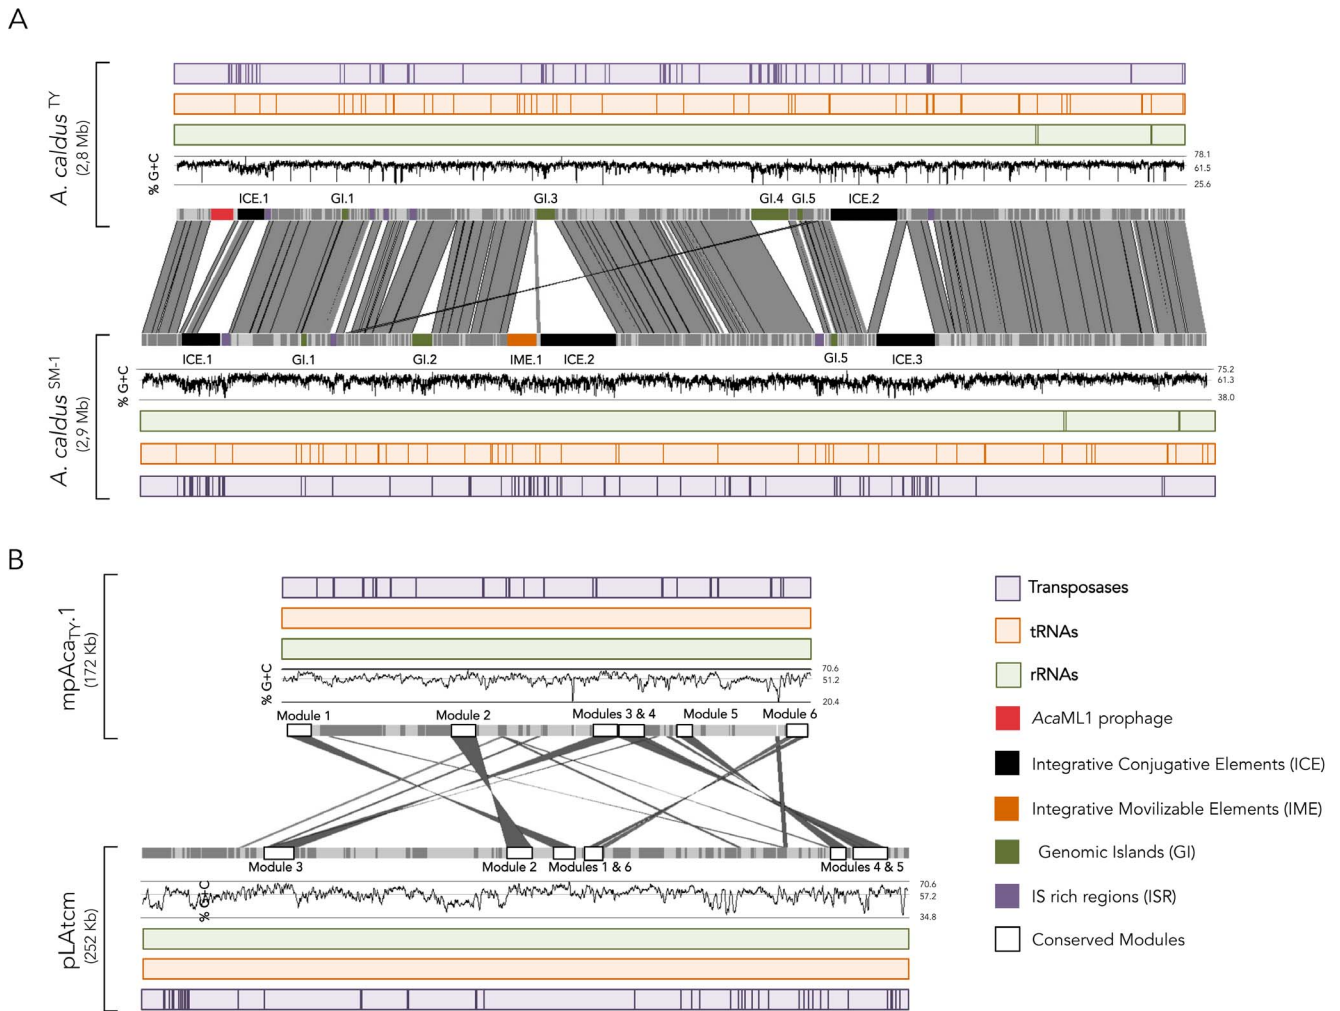 A
A. caldus TY
(2,8 Mb)
% G+C
78.1
61.5
25.6
ICE.1
GI.1
GI.3
GI.4
GI.5
ICE.2
A. caldus SM-1
(2,9 Mb)
ICE.1
GI.1
GI.2
IME.1
ICE.2
GI.5
ICE.3
% G+C
75.2
61.3
38.0
B
mpAcaTY.1
(172 Kb)
% G+C
70.6
51.2
20.4
Module 1
Module 2
Modules 3 & 4
Module 5
Module 6
pLAtcm
(252 Kb)
Module 3
Module 2
Modules 1 & 6
Modules 4 & 5
% G+C
70.6
57.2
34.8
Transposases
tRNAs
rRNAs
AcaML1 prophage
Integrative Conjugative Elements (ICE)
Integrative Movilizable Elements (IME)
Genomic Islands (GI)
IS rich regions (ISR)
Conserved Modules